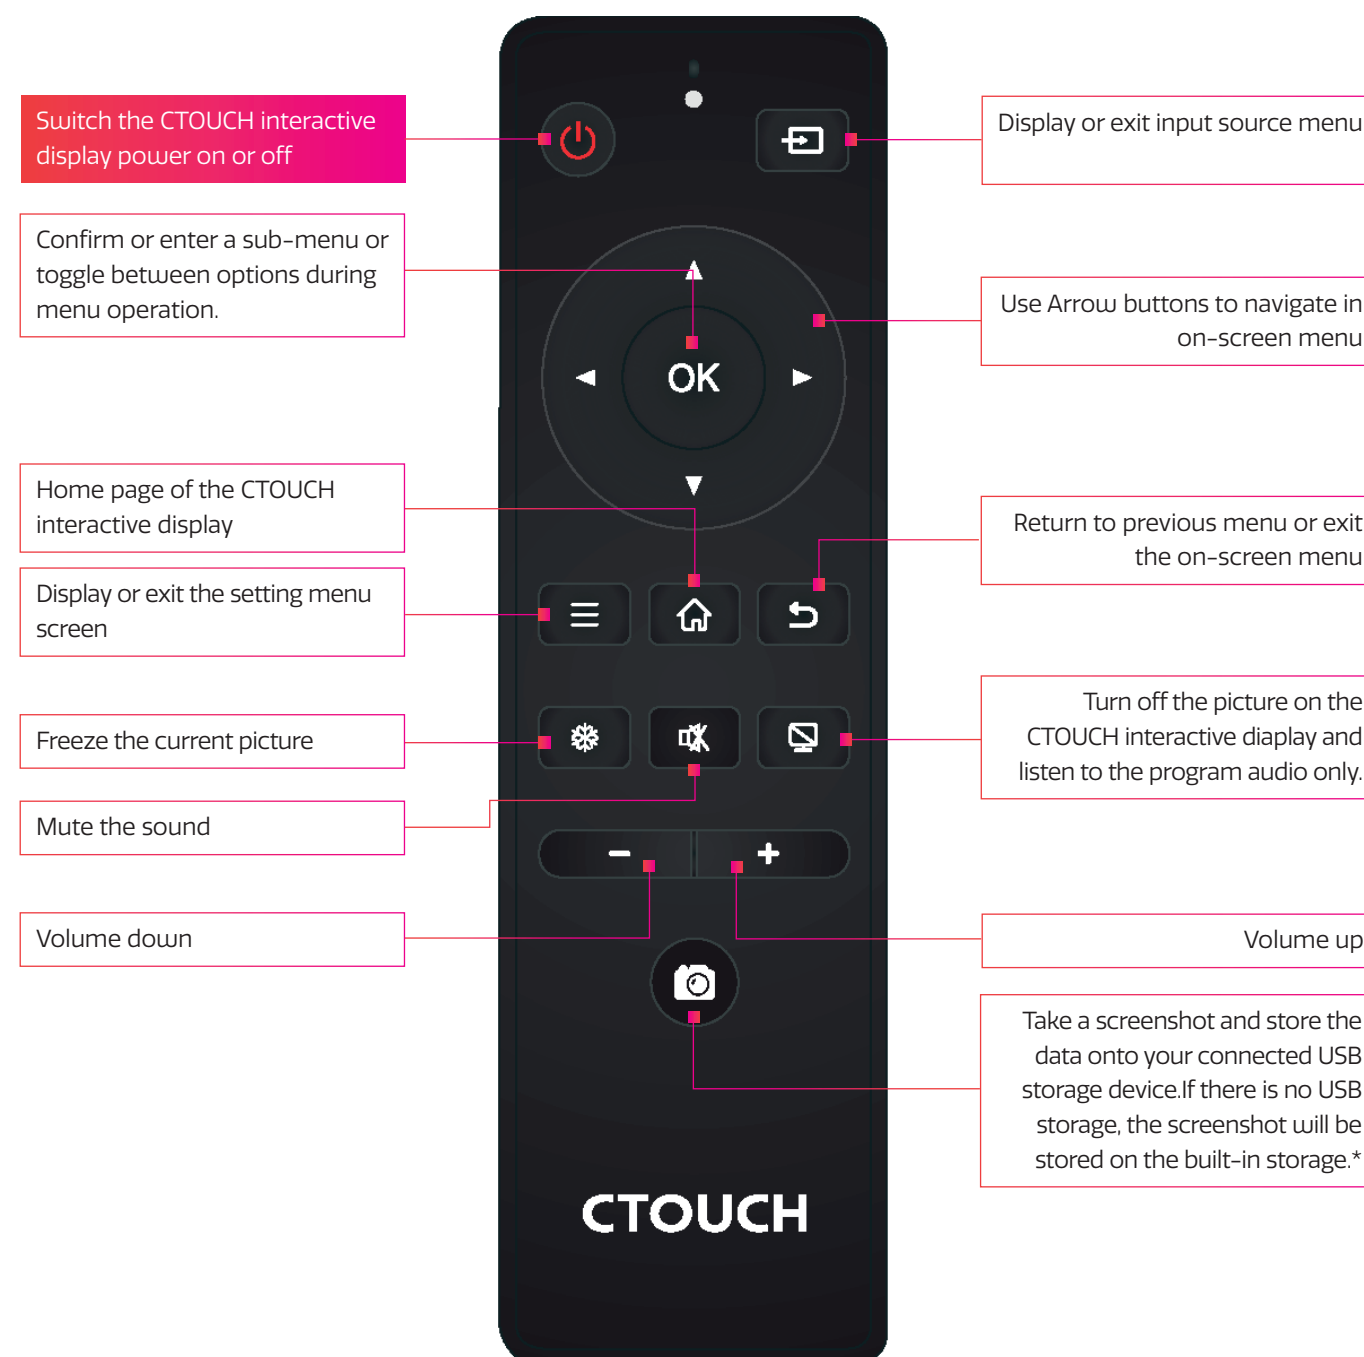 Switch the CTOUCH interactive
display power on or off
Display or exit input source menu
Confirm or enter a sub-menu or
toggle between options during
menu operation.
Use Arrow buttons to navigate in
on-screen menu
OK
Home page of the CTOUCH
interactive display
Return to previous menu or exit
the on-screen menu
Display or exit the setting menu
screen
Turn off the picture on the
CTOUCH interactive diaplay and
listen to the program audio only.
Freeze the current picture
Mute the sound
- +
Volume down
Volume up
Take a screenshot and store the
data onto your connected USB
storage device.If there is no USB
storage, the screenshot will be
stored on the built-in storage.*
CTOUCH